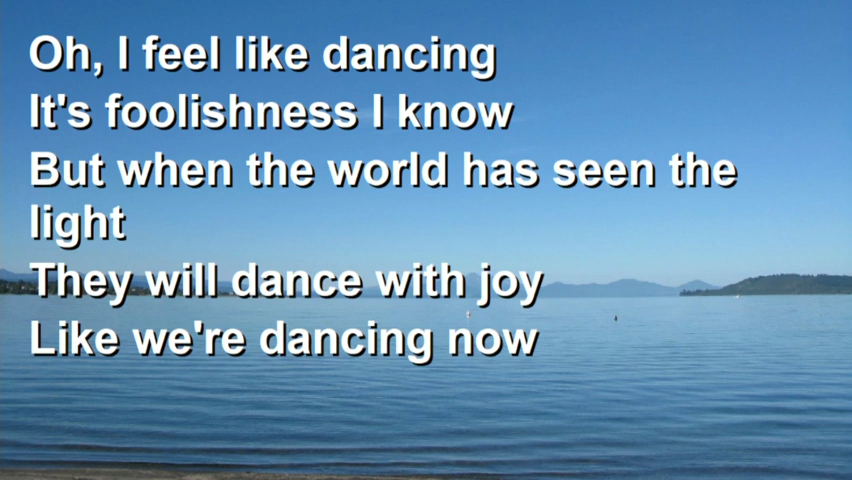 Oh, I feel like dancing
It's foolishness I know
But when the world has seen the
light
They will dance with joy
Like we're dancing now